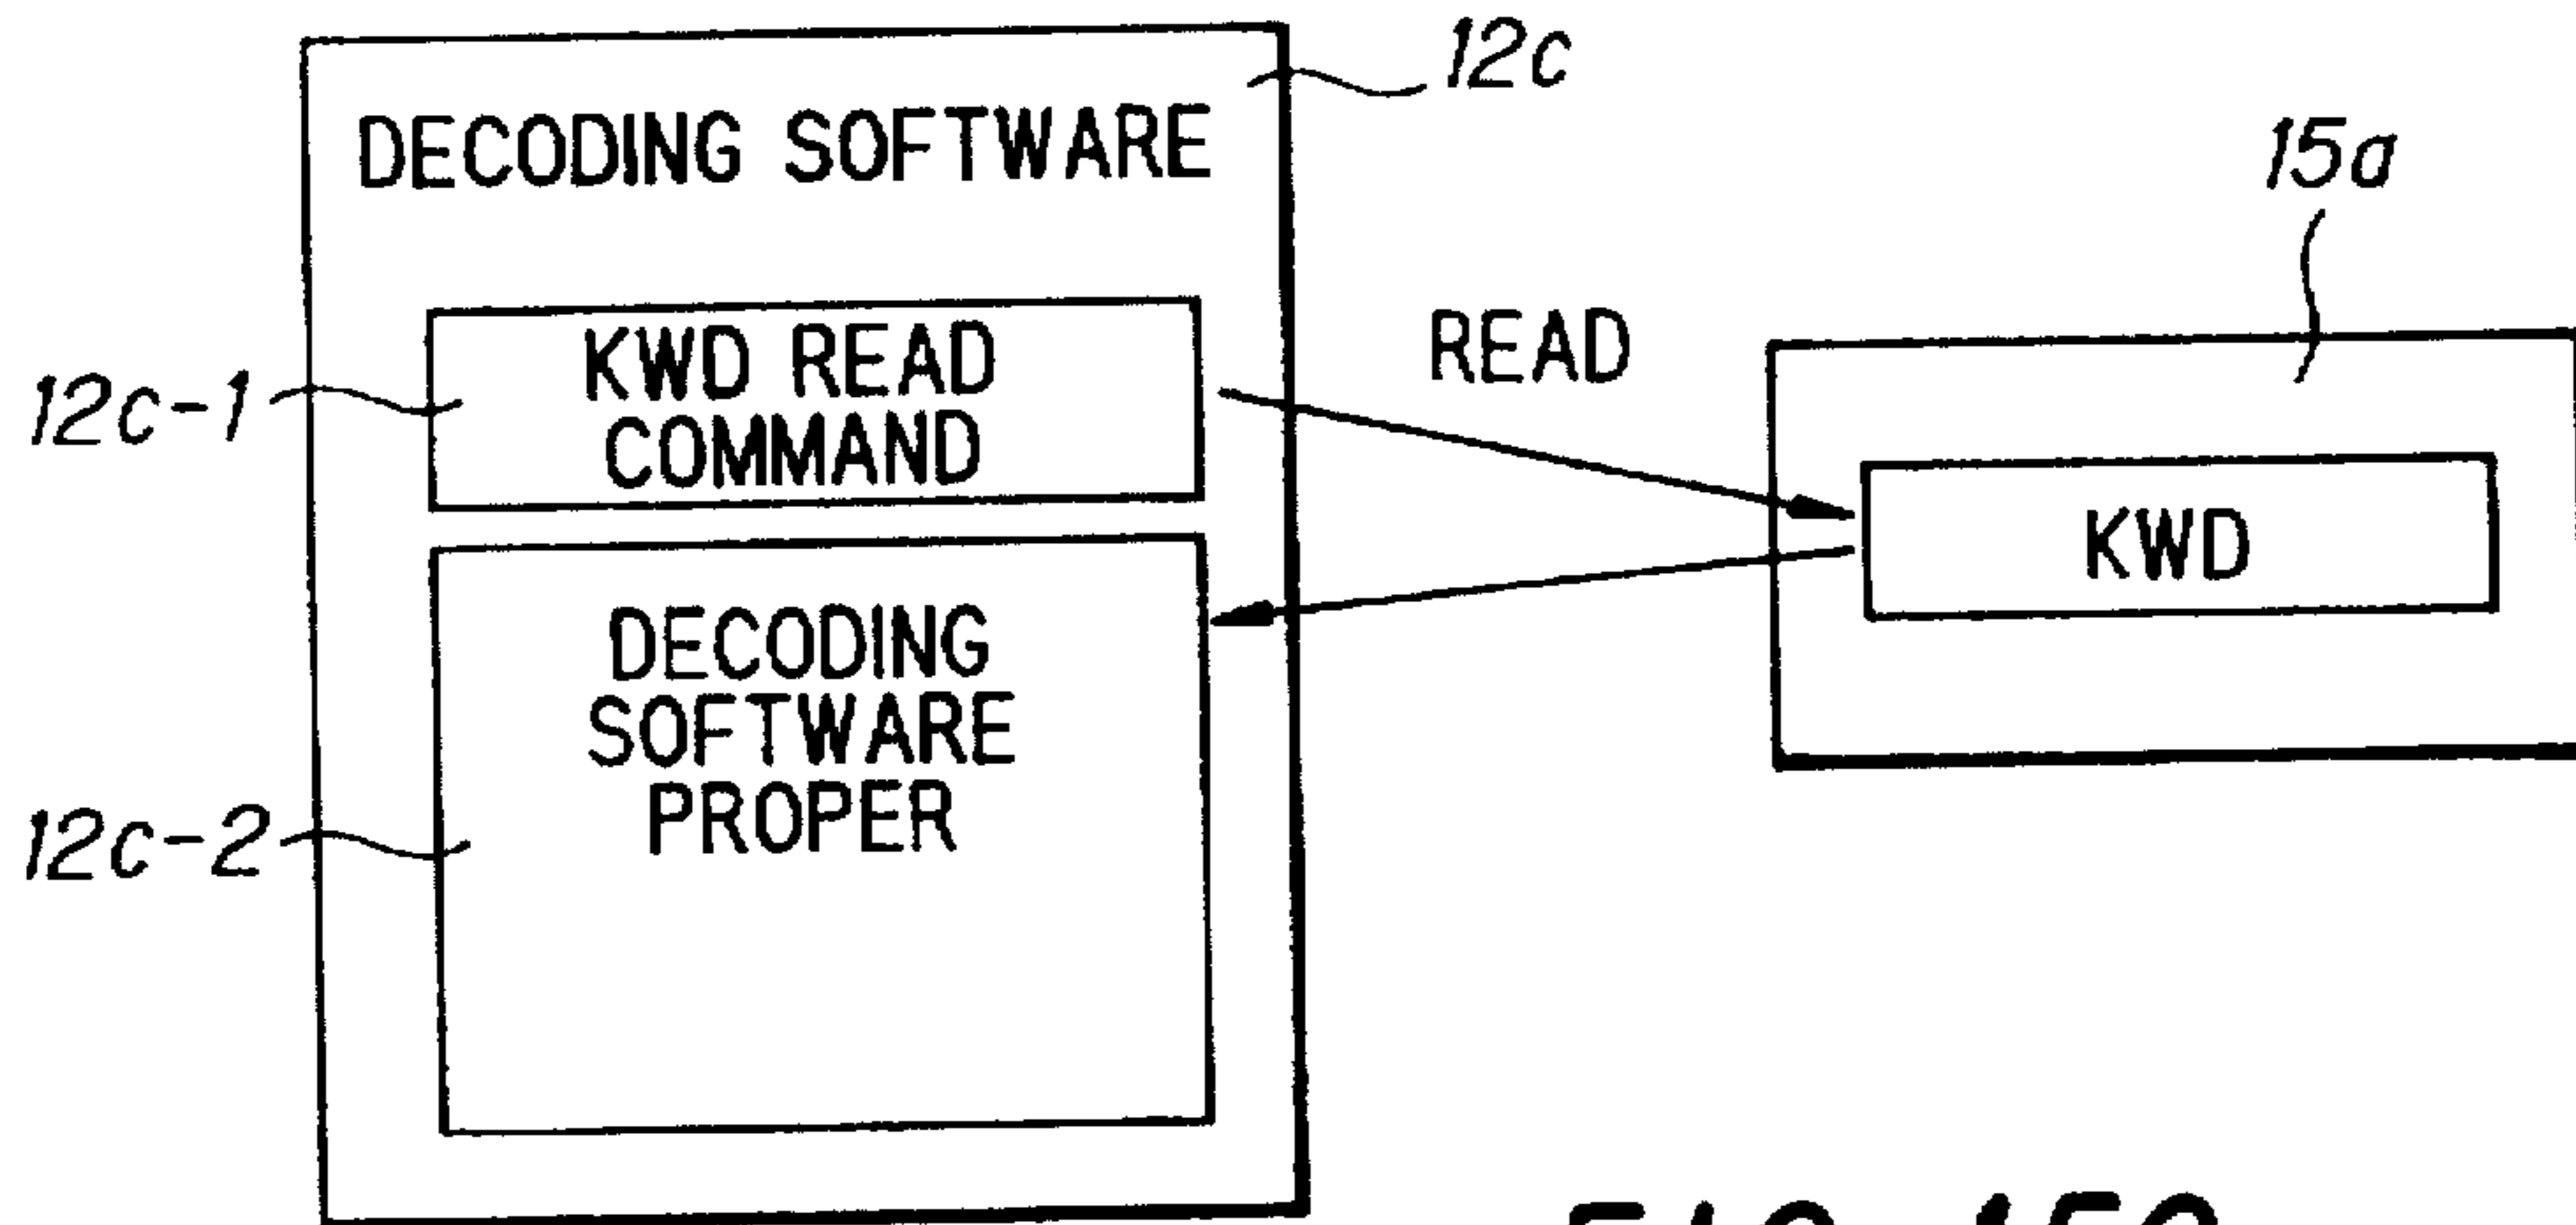 12c
DECODING SOFTWARE
15a
READ
KWD READ
COMMAND
12c-1
KWD
DECODING
SOFTWARE
PROPER
12c-2